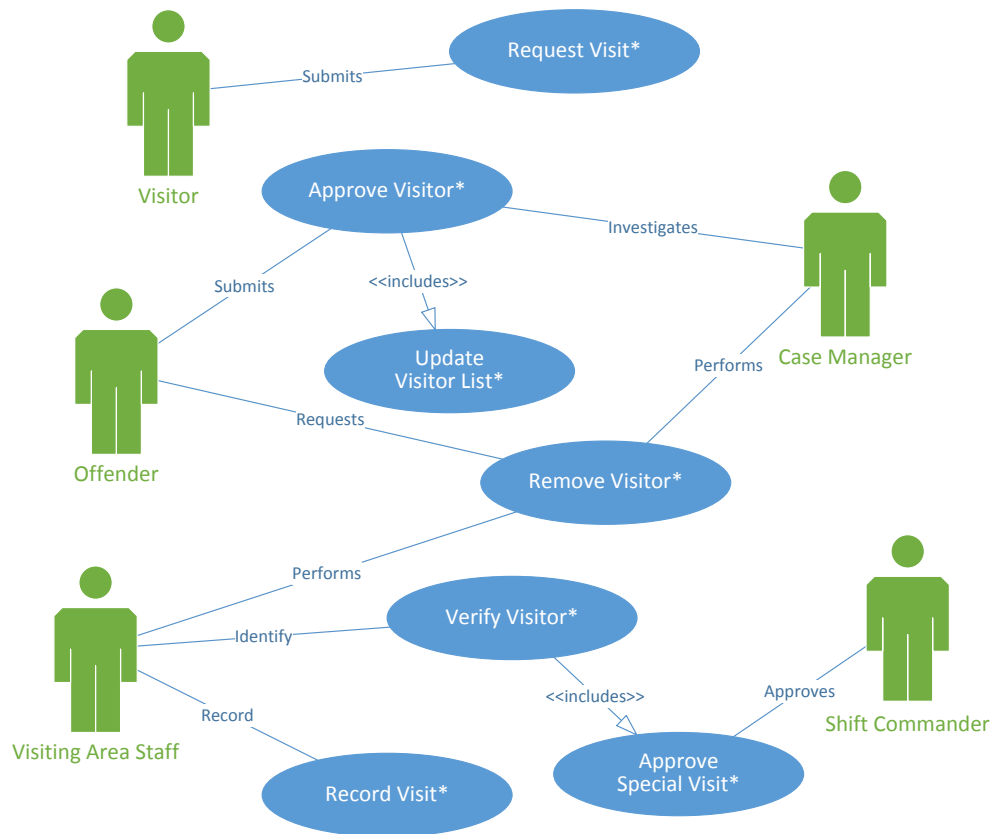 Request Visit*
Submits
Visitor
Approve Visitor*
Investigates
Submits
<<includes>>
Case Manager
Update
Visitor List*
Performs
Requests
Offender
Remove Visitor*
Performs
Verify Visitor*
Identify
<<includes>>
Approves
Record
Shift Commander
Visiting Area Staff
Approve
Special Visit*
Record Visit*